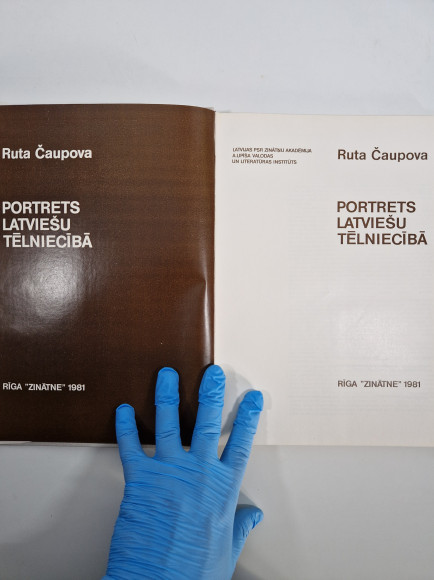 Ruta Čaupova
PORTRETS
LATVIEŠU
TĒLNIECĪBĀ
RĪGA "ZINĀTNE" 1981
LATVIJAS PSR ZINĀTŅU AKADĒMIJA
A.UPĪŠA VALODAS
UN LITERATŪRAS INSTITŪTS
Ruta Čaupova
PORTRETS
LATVIEŠU
TĒLNIECĪBĀ
RĪGA "ZINĀTNE" 1981